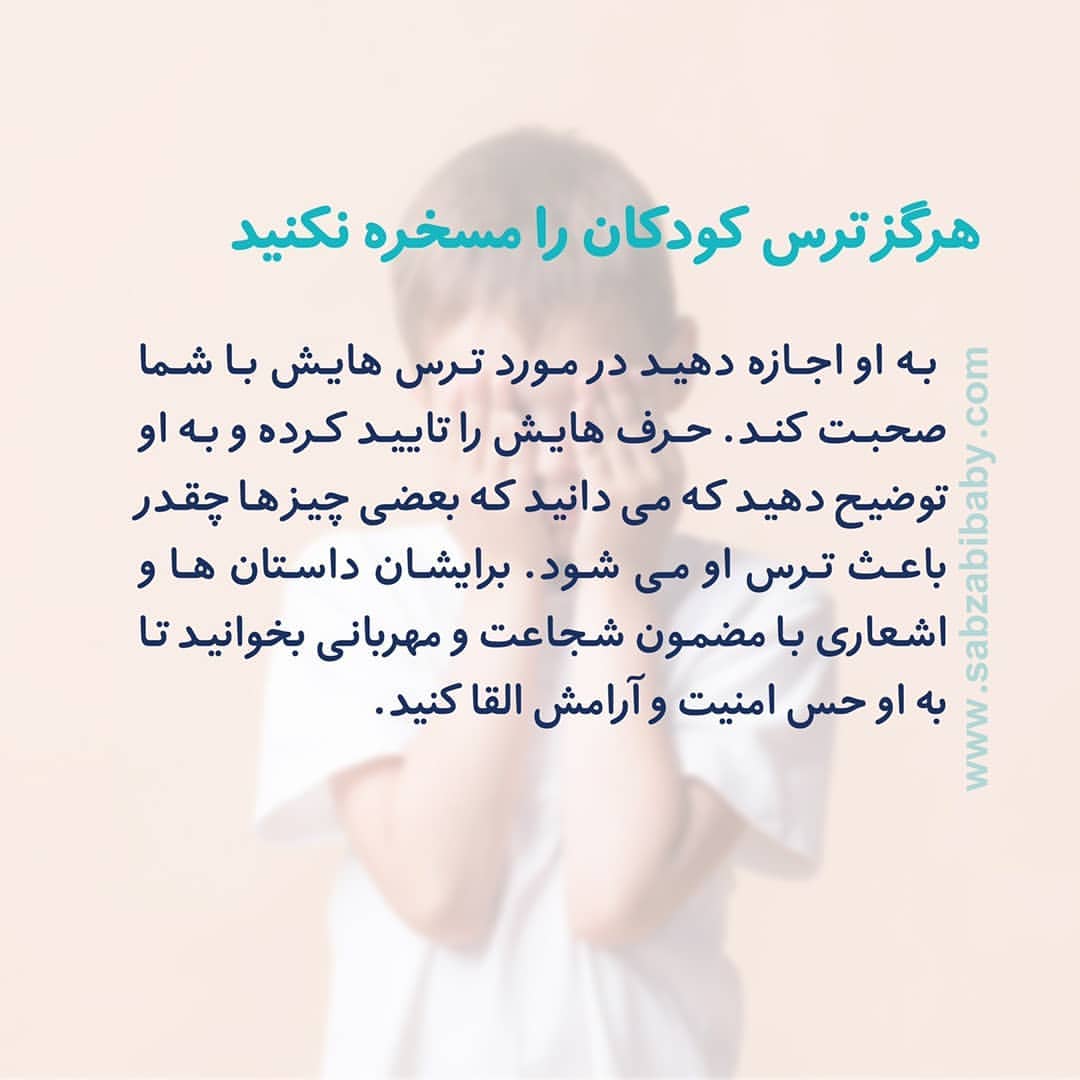 هرگز ترس کودکان را مسخره نکنید
به او اجازه دهید در مورد ترس هایش با شما
صحبت کند. حرف هایش را تایید کرده و به او
توضیح دهید که می دانید که بعضی چیزها چقدر
باعث ترس او می شود. برایشان داستان ها و
اشعاری با مضمون شجاعت و مهربانی بخوانید تا
به او حس امنیت و آرامش القا کنید.
www.sabzabibaby.com